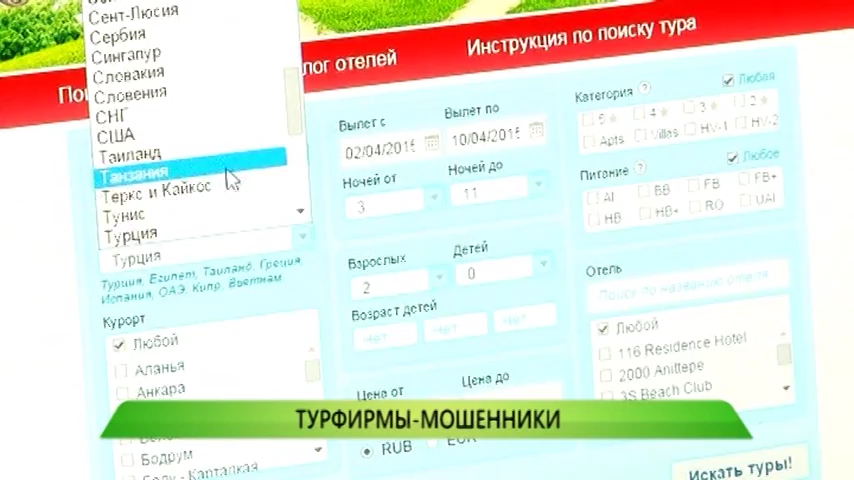 Сент-Люсия
Сербия
Сингапур
Словакия
Словения
СНГ
США
Таиланд
Танзания
Теркс и Кайкос
Тунис
Турция
Турция
Турция, Египет, Таиланд, Греция,
Испания, ОАЭ, Кипр, Вьетнам
Курорт
Любой
Аланья
Анкара
Бодрум
отелей
Инструкция по поиску тура
Вылет с
Вылет по
02/04/2015
10/04/2015
Ночей от
Ночей до
3
11
Взрослых
Детей
2
0
Возраст детей
Нет
Нет
Нет
Цена от
Цена до
RUB
EUR
Категория
Любая
5
4
3
2
Apts
Villas
HV-1
HV-2
Питание
Любое
AI
BB
FB
FB+
HB
HB+
RO
UAI
Отель
Поиск по названию отеля
Любой
116 Residence Hotel
2000 Anittepe
3S Beach Club
Искать туры!
ТУРФИРМЫ-МОШЕННИКИ